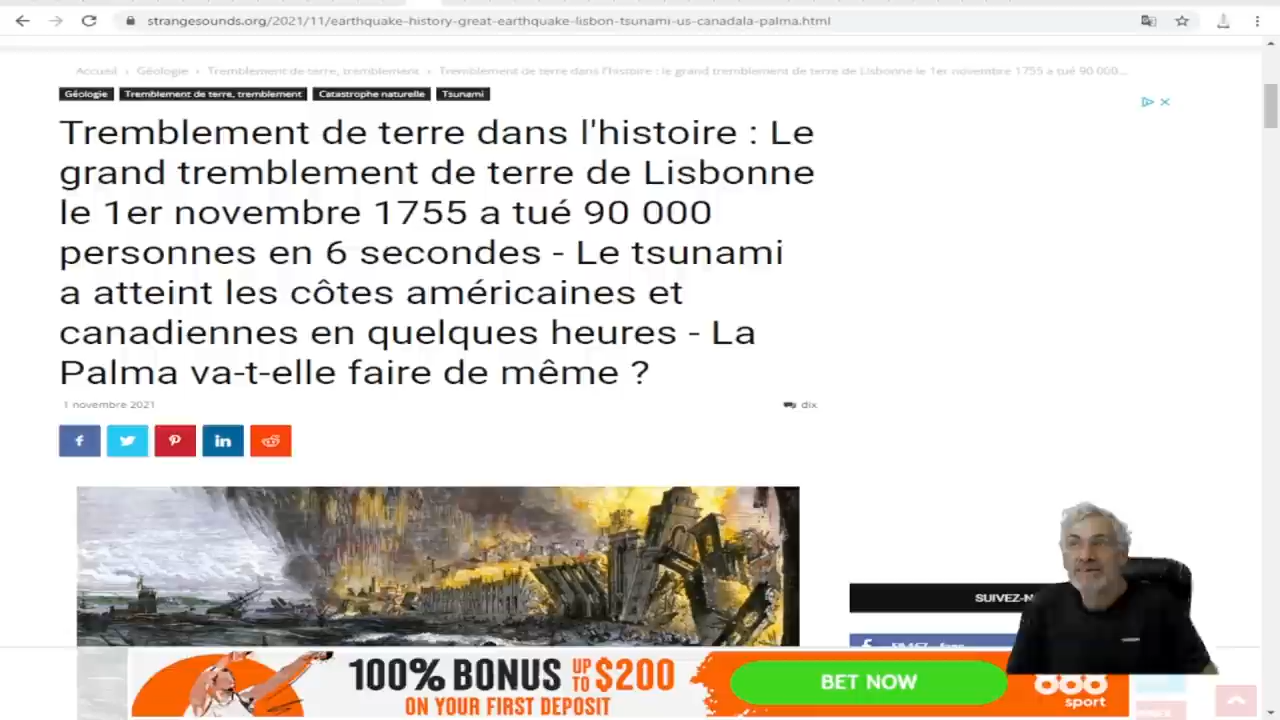 strangesounds.org/2021/11/earthquake-history-great-earthquake-lisbon-tsunami-us-canadala-palma.html
Accueil › Géologie › Tremblement de terre, tremblement › Tremblement de terre dans l'histoire : le grand tremblement de terre de Lisbonne le 1er novembre 1755 a tué 90 000...
Géologie Tremblement de terre, tremblement Catastrophe naturelle Tsunami
Tremblement de terre dans l'histoire : Le
grand tremblement de terre de Lisbonne
le 1er novembre 1755 a tué 90 000
personnes en 6 secondes - Le tsunami
a atteint les côtes américaines et
canadiennes en quelques heures - La
Palma va-t-elle faire de même ?
1 novembre 2021
dix
SUIVEZ-N
100% BONUS UP TO $200
ON YOUR FIRST DEPOSIT
BET NOW
888
sport